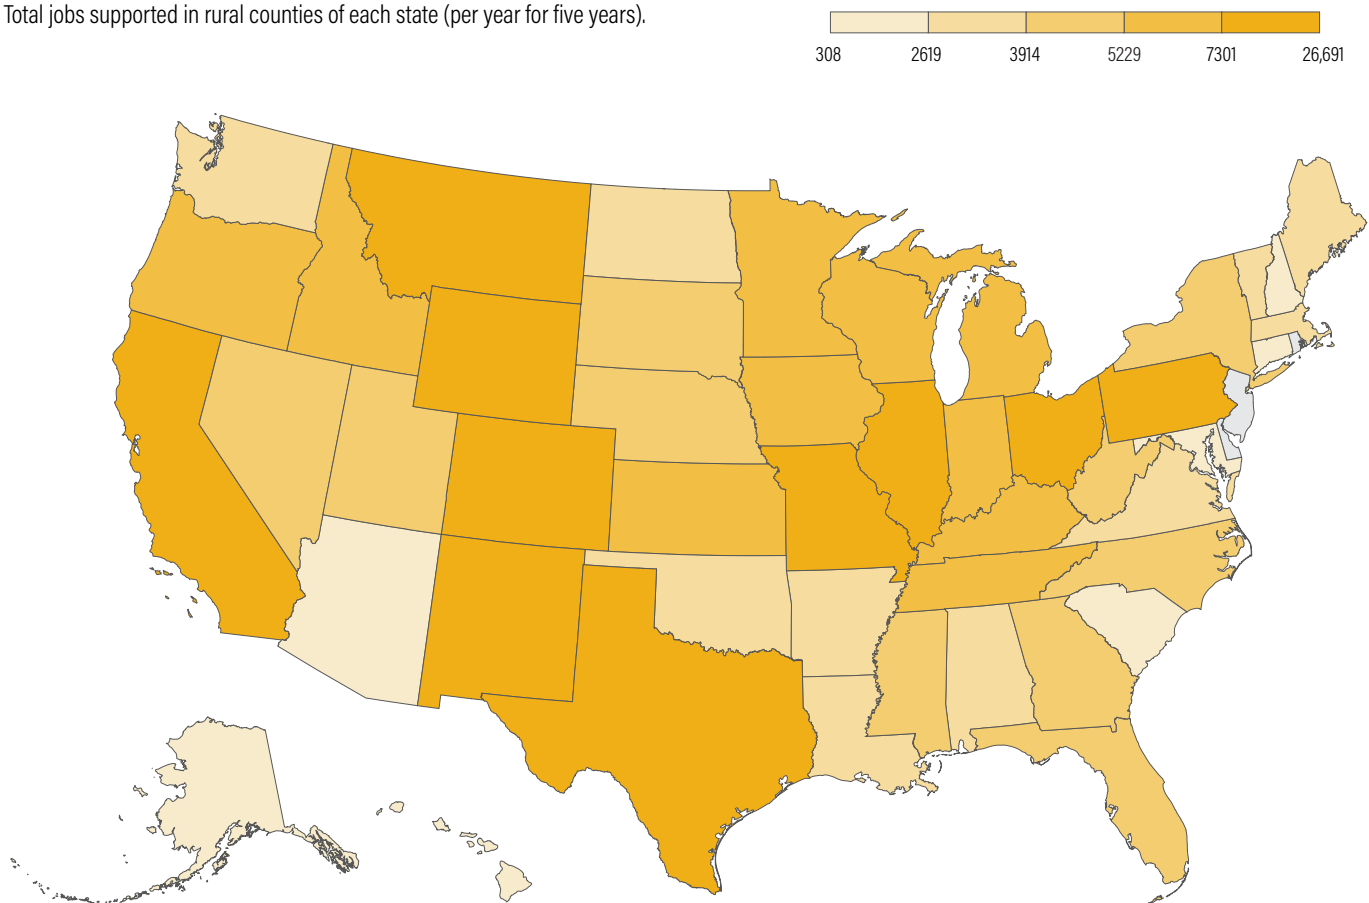 Total jobs supported in rural counties of each state (per year for five years).
308 2619 3914 5229 7301 26,691